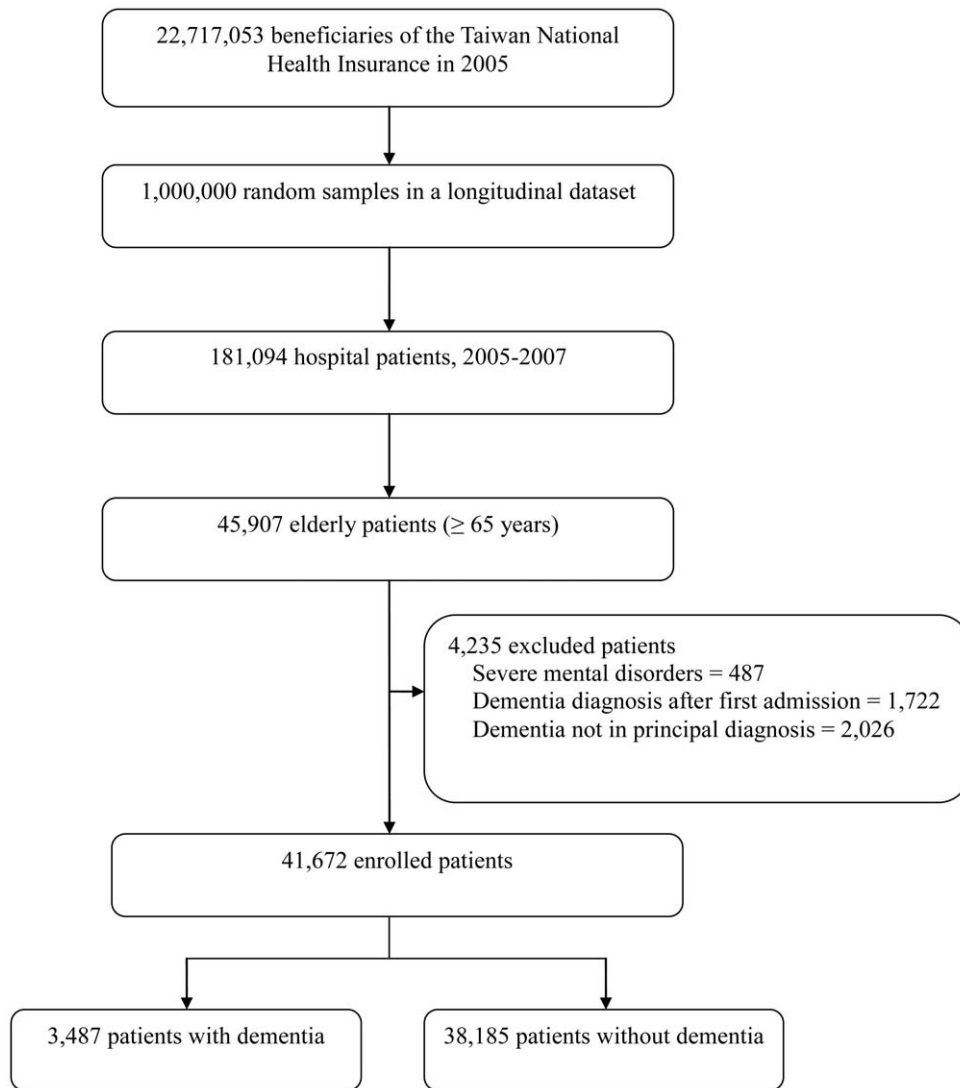 22,717,053 beneficiaries of the Taiwan National
Health Insurance in 2005
1,000,000 random samples in a longitudinal dataset
181,094 hospital patients, 2005-2007
45,907 elderly patients (≥ 65 years)
4,235 excluded patients
Severe mental disorders = 487
Dementia diagnosis after first admission = 1,722
Dementia not in principal diagnosis = 2,026
41,672 enrolled patients
3,487 patients with dementia
38,185 patients without dementia